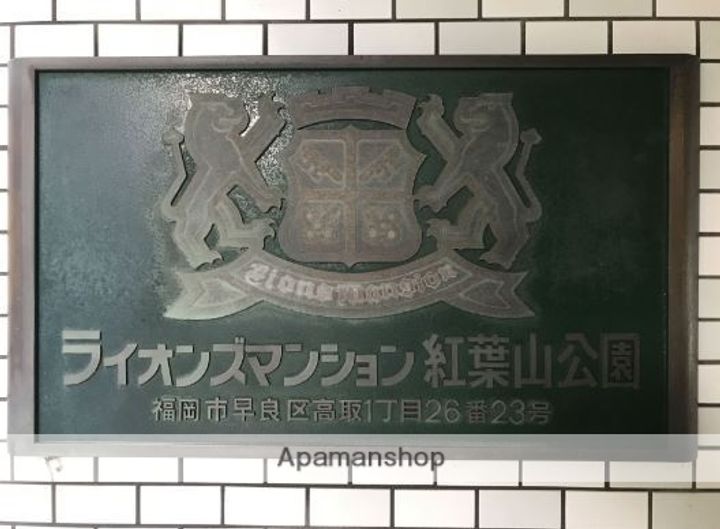 Lions Mansion
ライオンズマンション 紅葉山公園
福岡市早良区高取1丁目26番23号
Apamanshop